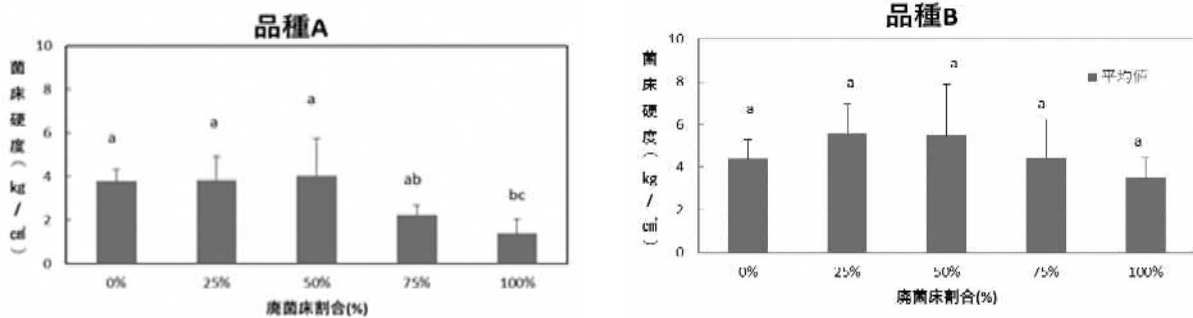 品種A
菌床硬度（kg/c㎡）
10
8
6
4
2
0
a
a
a
ab
bc
0%
25%
50%
75%
100%
廃菌床割合(%)
品種B
菌床硬度（kg/c㎡）
10
8
6
4
2
0
a
a
a
a
a
平均値
0%
25%
50%
75%
100%
廃菌床割合(%)